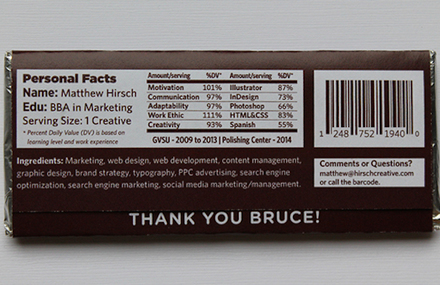 Personal Facts
Name: Matthew Hirsch
Edu: BBA in Marketing
Serving Size: 1 Creative
* Percent Daily Value (DV) is based on
learning level and work experience
Amount/serving %DV* Amount/serving %DV*
Motivation 101% Illustrator 87%
Communication 97% InDesign 73%
Adaptability 97% Photoshop 66%
Work Ethic 111% HTML&CSS 83%
Creativity 93% Spanish 55%
GVSU - 2009 to 2013 | Polishing Center - 2014
1 248 752 1940 0
Ingredients: Marketing, web design, web development, content management,
graphic design, brand strategy, typography, PPC advertising, search engine
optimization, search engine marketing, social media marketing/management.
Comments or Questions?
matthew@hirschcreative.com
or call the barcode.
THANK YOU BRUCE!